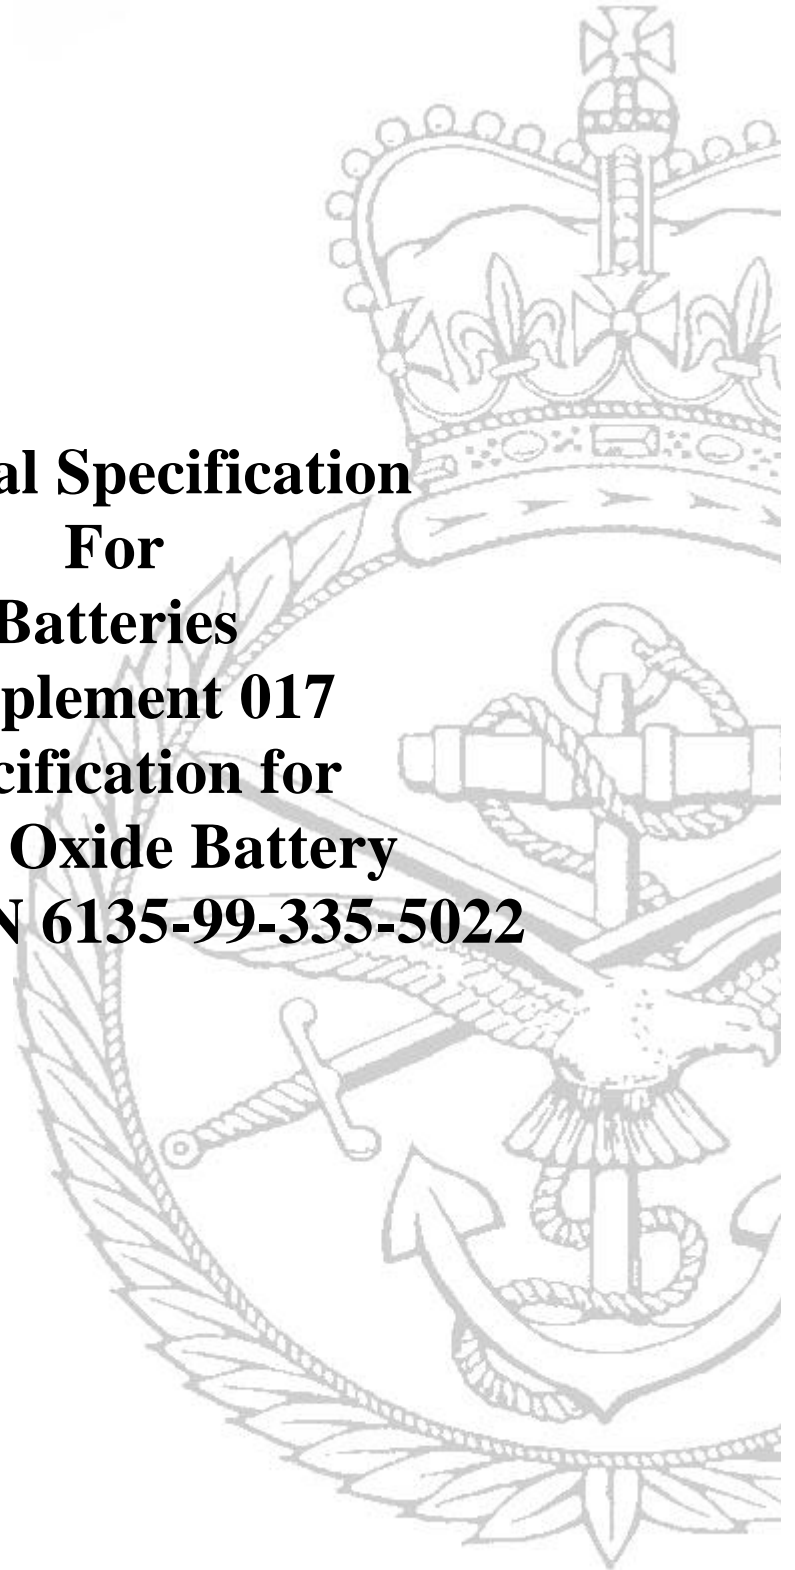 al Specification
For
Batteries
plement 017
cification for
Oxide Battery
N 6135-99-335-5022